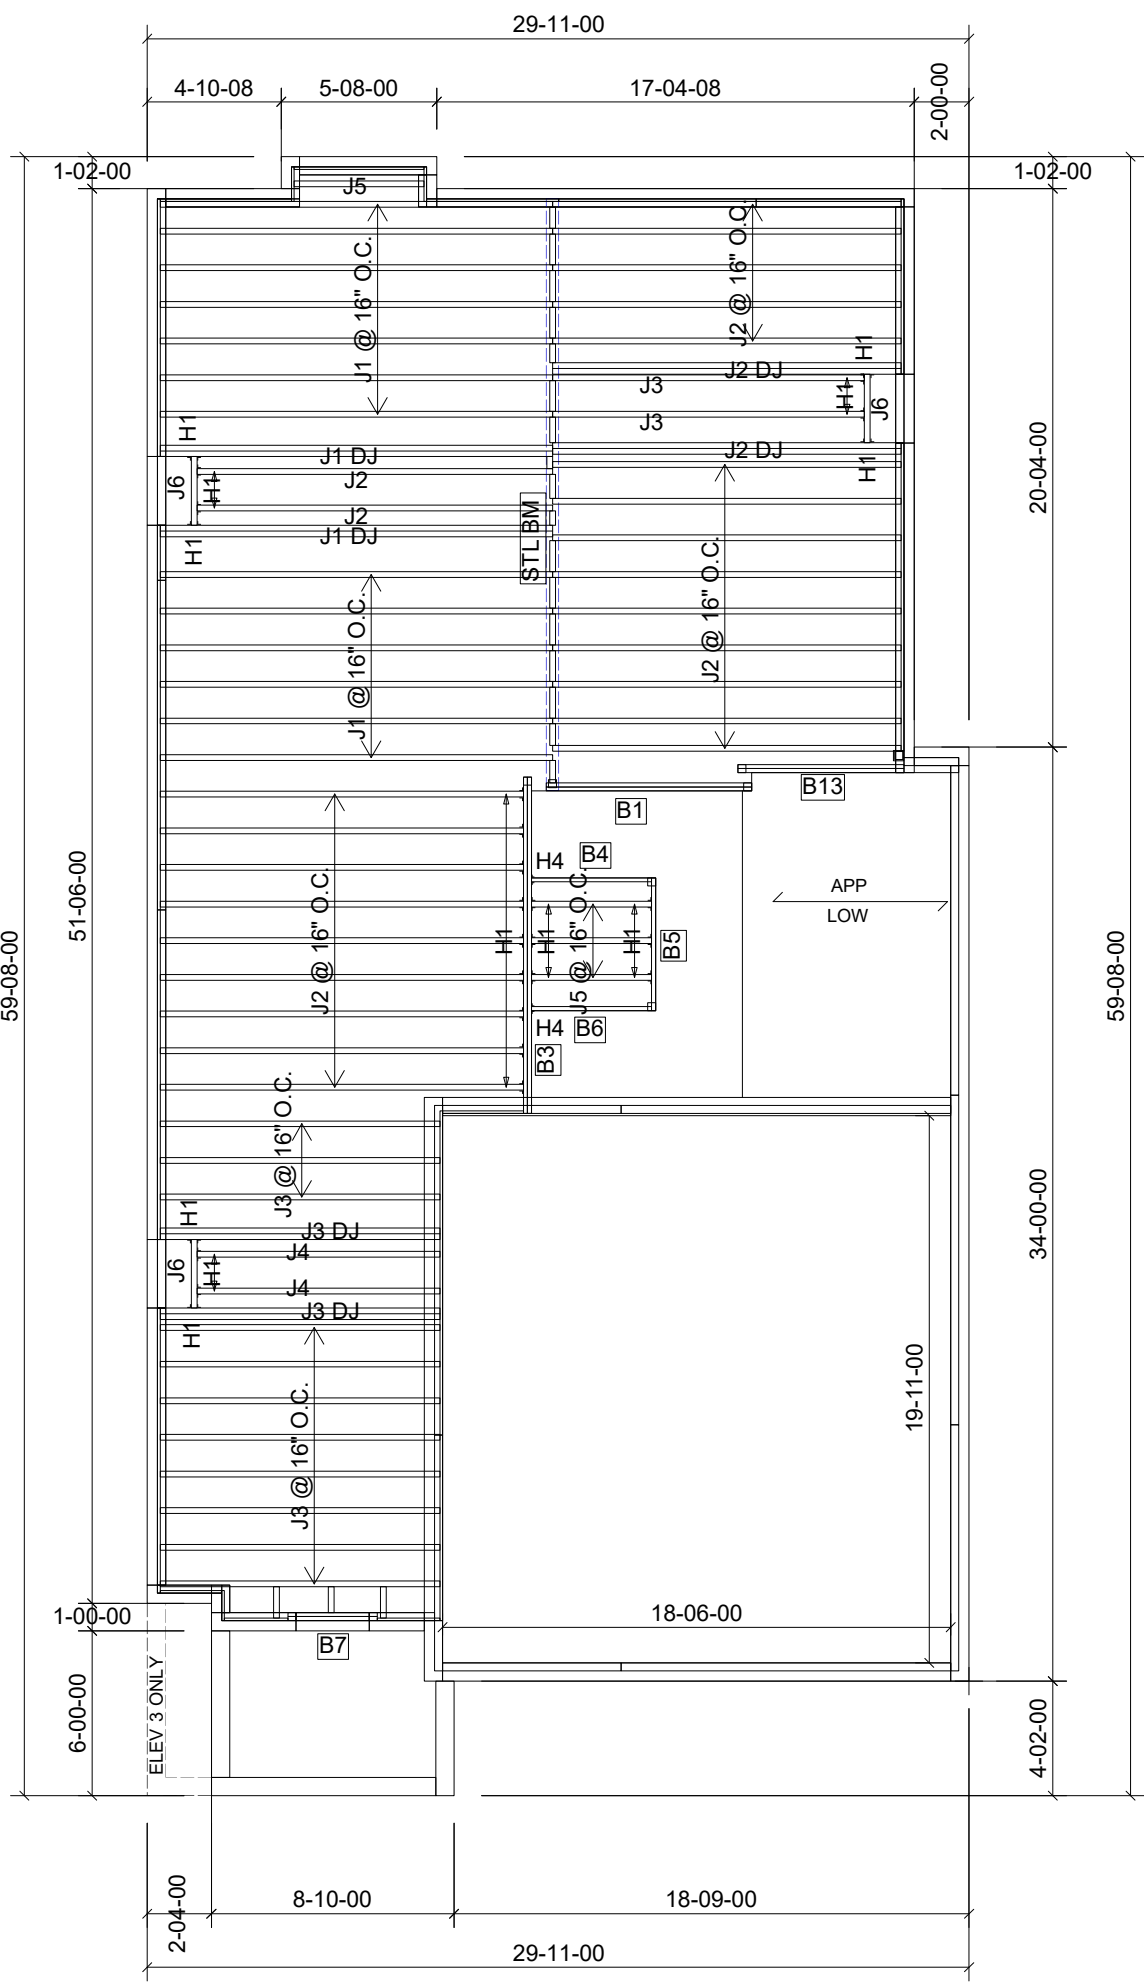 29-11-00
4-10-08
5-08-00
17-04-08
2-00-00
1-02-00
1-02-00
J5
J1 @ 16" O.C.
J2 @ 16" O.C.
H1
J2 DJ
J3
H1
J6
J3
H1
J1 DJ
J2 DJ
H1
J6
H1
J2
J2
J1 DJ
H1
STL BM
20-04-00
J1 @ 16" O.C.
J2 @ 16" O.C.
B13
B1
B4
H4
APP
LOW
59-08-00
51-06-00
J2 @ 16" O.C.
H1
H1
J5 @ 16" O.C.
H1
B5
59-08-00
H4
B6
B3
J3 @ 16" O.C.
34-00-00
H1
J3 DJ
J4
J6
H1
J4
J3 DJ
H1
19-11-00
J3 @ 16" O.C.
1-00-00
18-06-00
B7
6-00-00
ELEV 3 ONLY
4-02-00
2-04-00
8-10-00
18-09-00
29-11-00